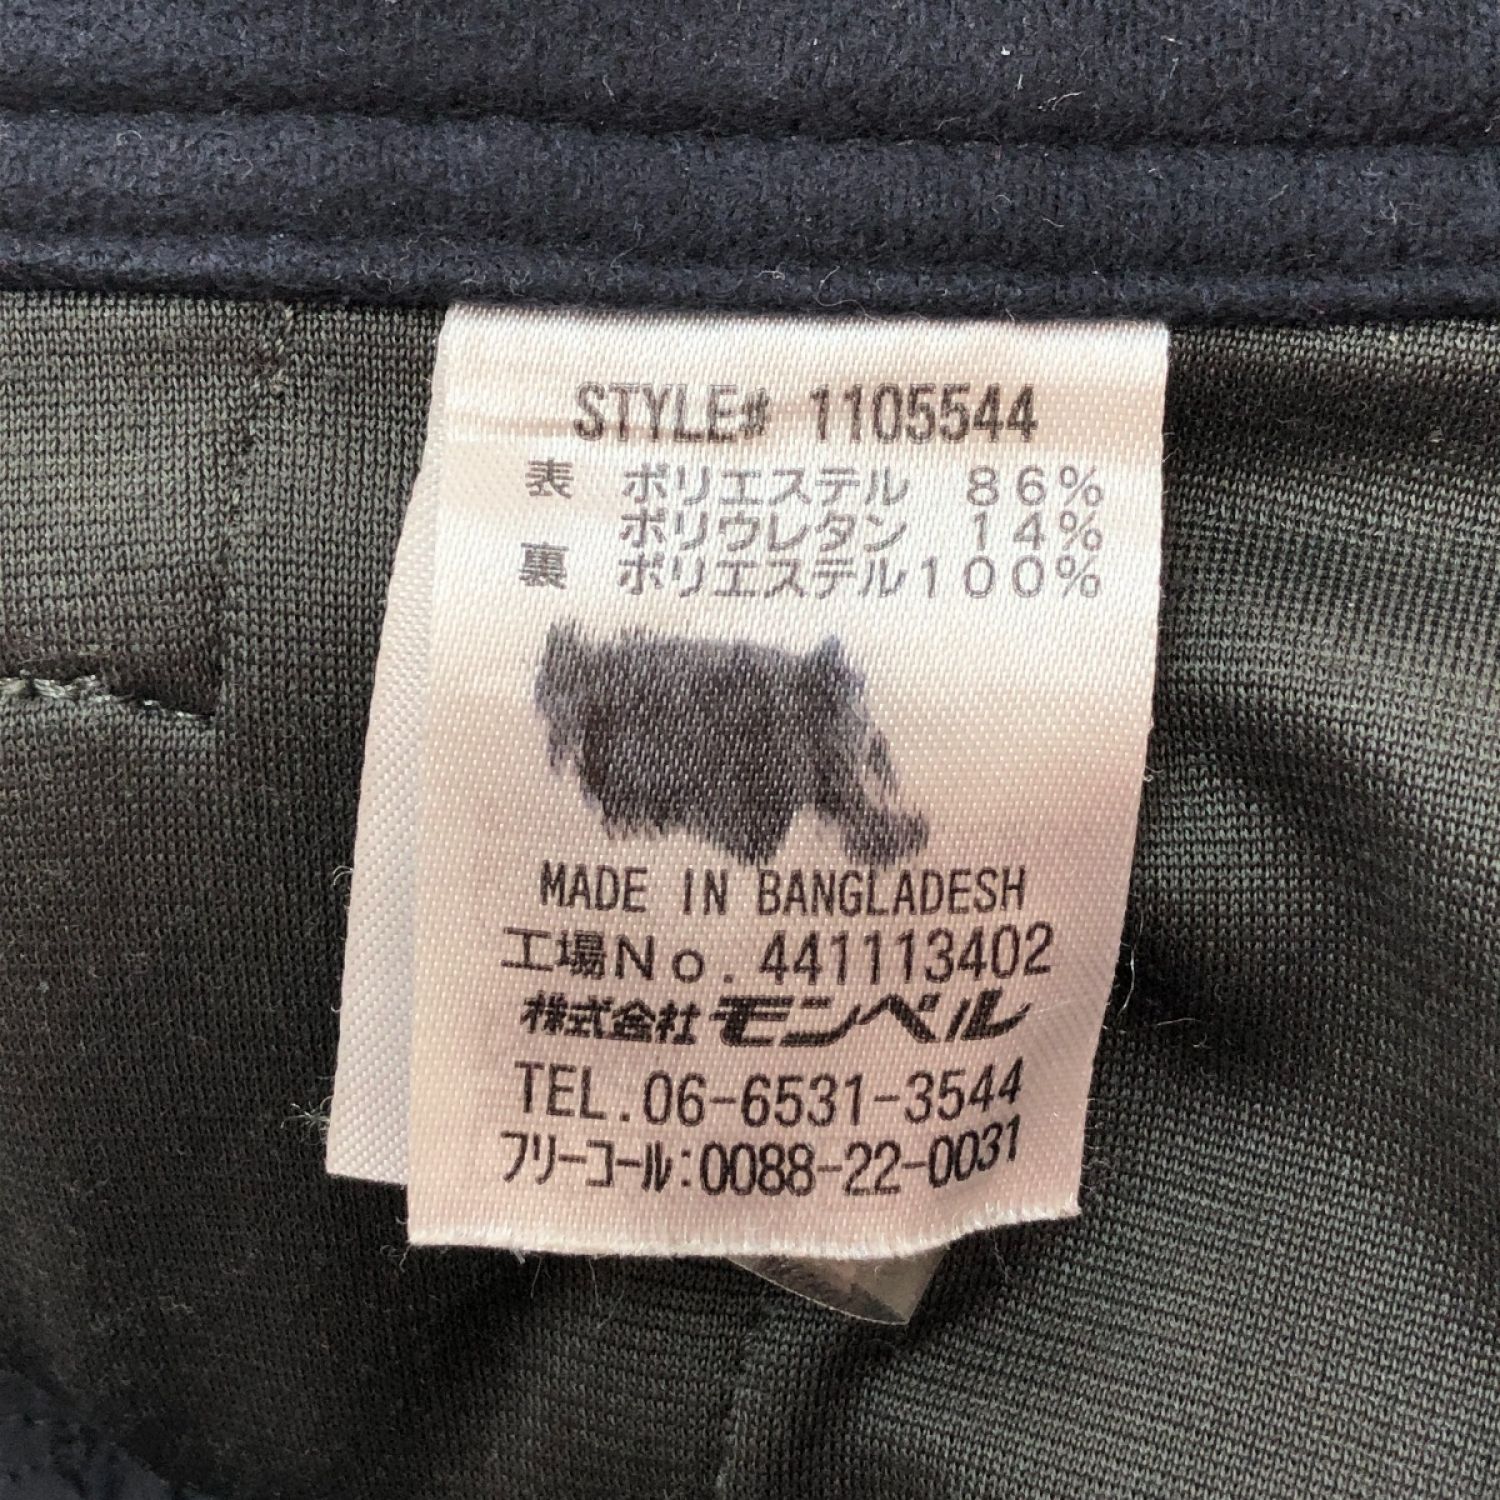 STYLE# 1105544
表 ポリエステル 86%
ポリウレタン 14%
裏 ポリエステル100%
MADE IN BANGLADESH
工場No.441113402
株式会社モンベル
TEL.06-6531-3544
フリーコール:0088-22-0031